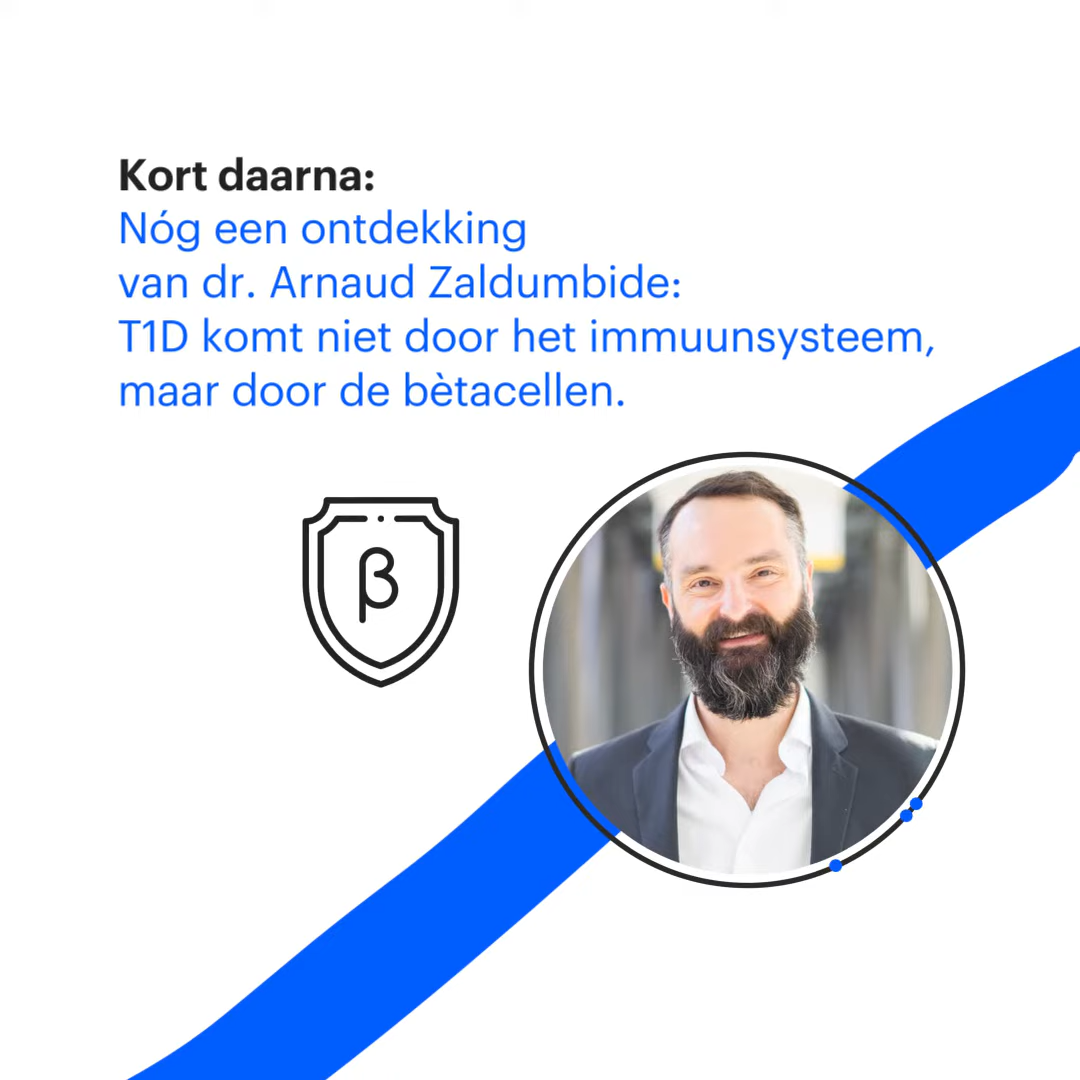 Kort daarna:
Nóg een ontdekking
van dr. Arnaud Zaldumbide:
T1D komt niet door het immuunsysteem,
maar door de bètacellen.
β